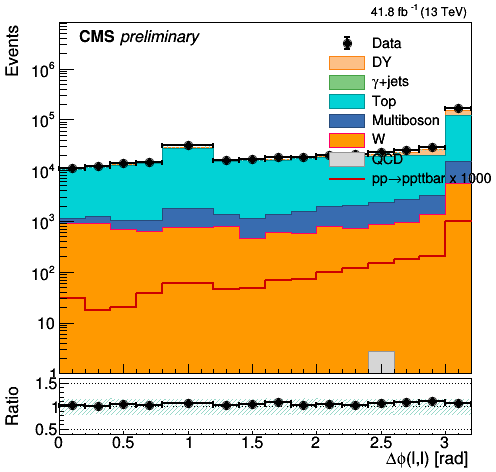 41.8 fb⁻¹ (13 TeV)
CMS preliminary
Events
Data
DY
γ+jets
Top
Multiboson
W
QCD
pp→ppttbar x 1000
10⁶
10⁵
10⁴
10³
10²
10
1
Ratio
1.5
1
0.5
0 0.5 1 1.5 2 2.5 3
Δϕ(l,l) [rad]